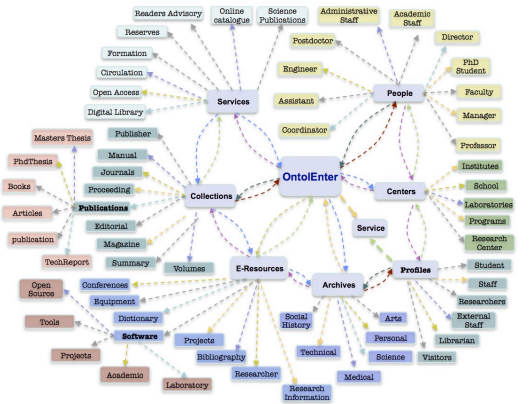 Readers Advisory
Online
catalogue
Science
Publications
Administrative
Staff
Academic
Staff
Reserves
Postdoctor
Director
Formation
Engineer
PhD
Student
Circulation
Open Access
Services
Assistant
People
Faculty
Digital Library
Manager
Masters Thesis
Publisher
Coordinator
Professor
PhdThesis
Manual
Journals
OntolEnter
Institutes
Books
Proceeding
Collections
Centers
School
Articles
Publications
Laboratories
Editorial
Service
Programs
publication
Magazine
Research
Center
TechReport
Summary
Volumes
E-Resources
Profiles
Student
Open
Source
Conferences
Archives
Staff
Equipment
Researchers
Tools
Dictionary
Social
History
Arts
External
Staff
Software
Projects
Personal
Librarian
Projects
Bibliography
Technical
Science
Visitors
Academic
Researcher
Medical
Laboratory
Research
Information